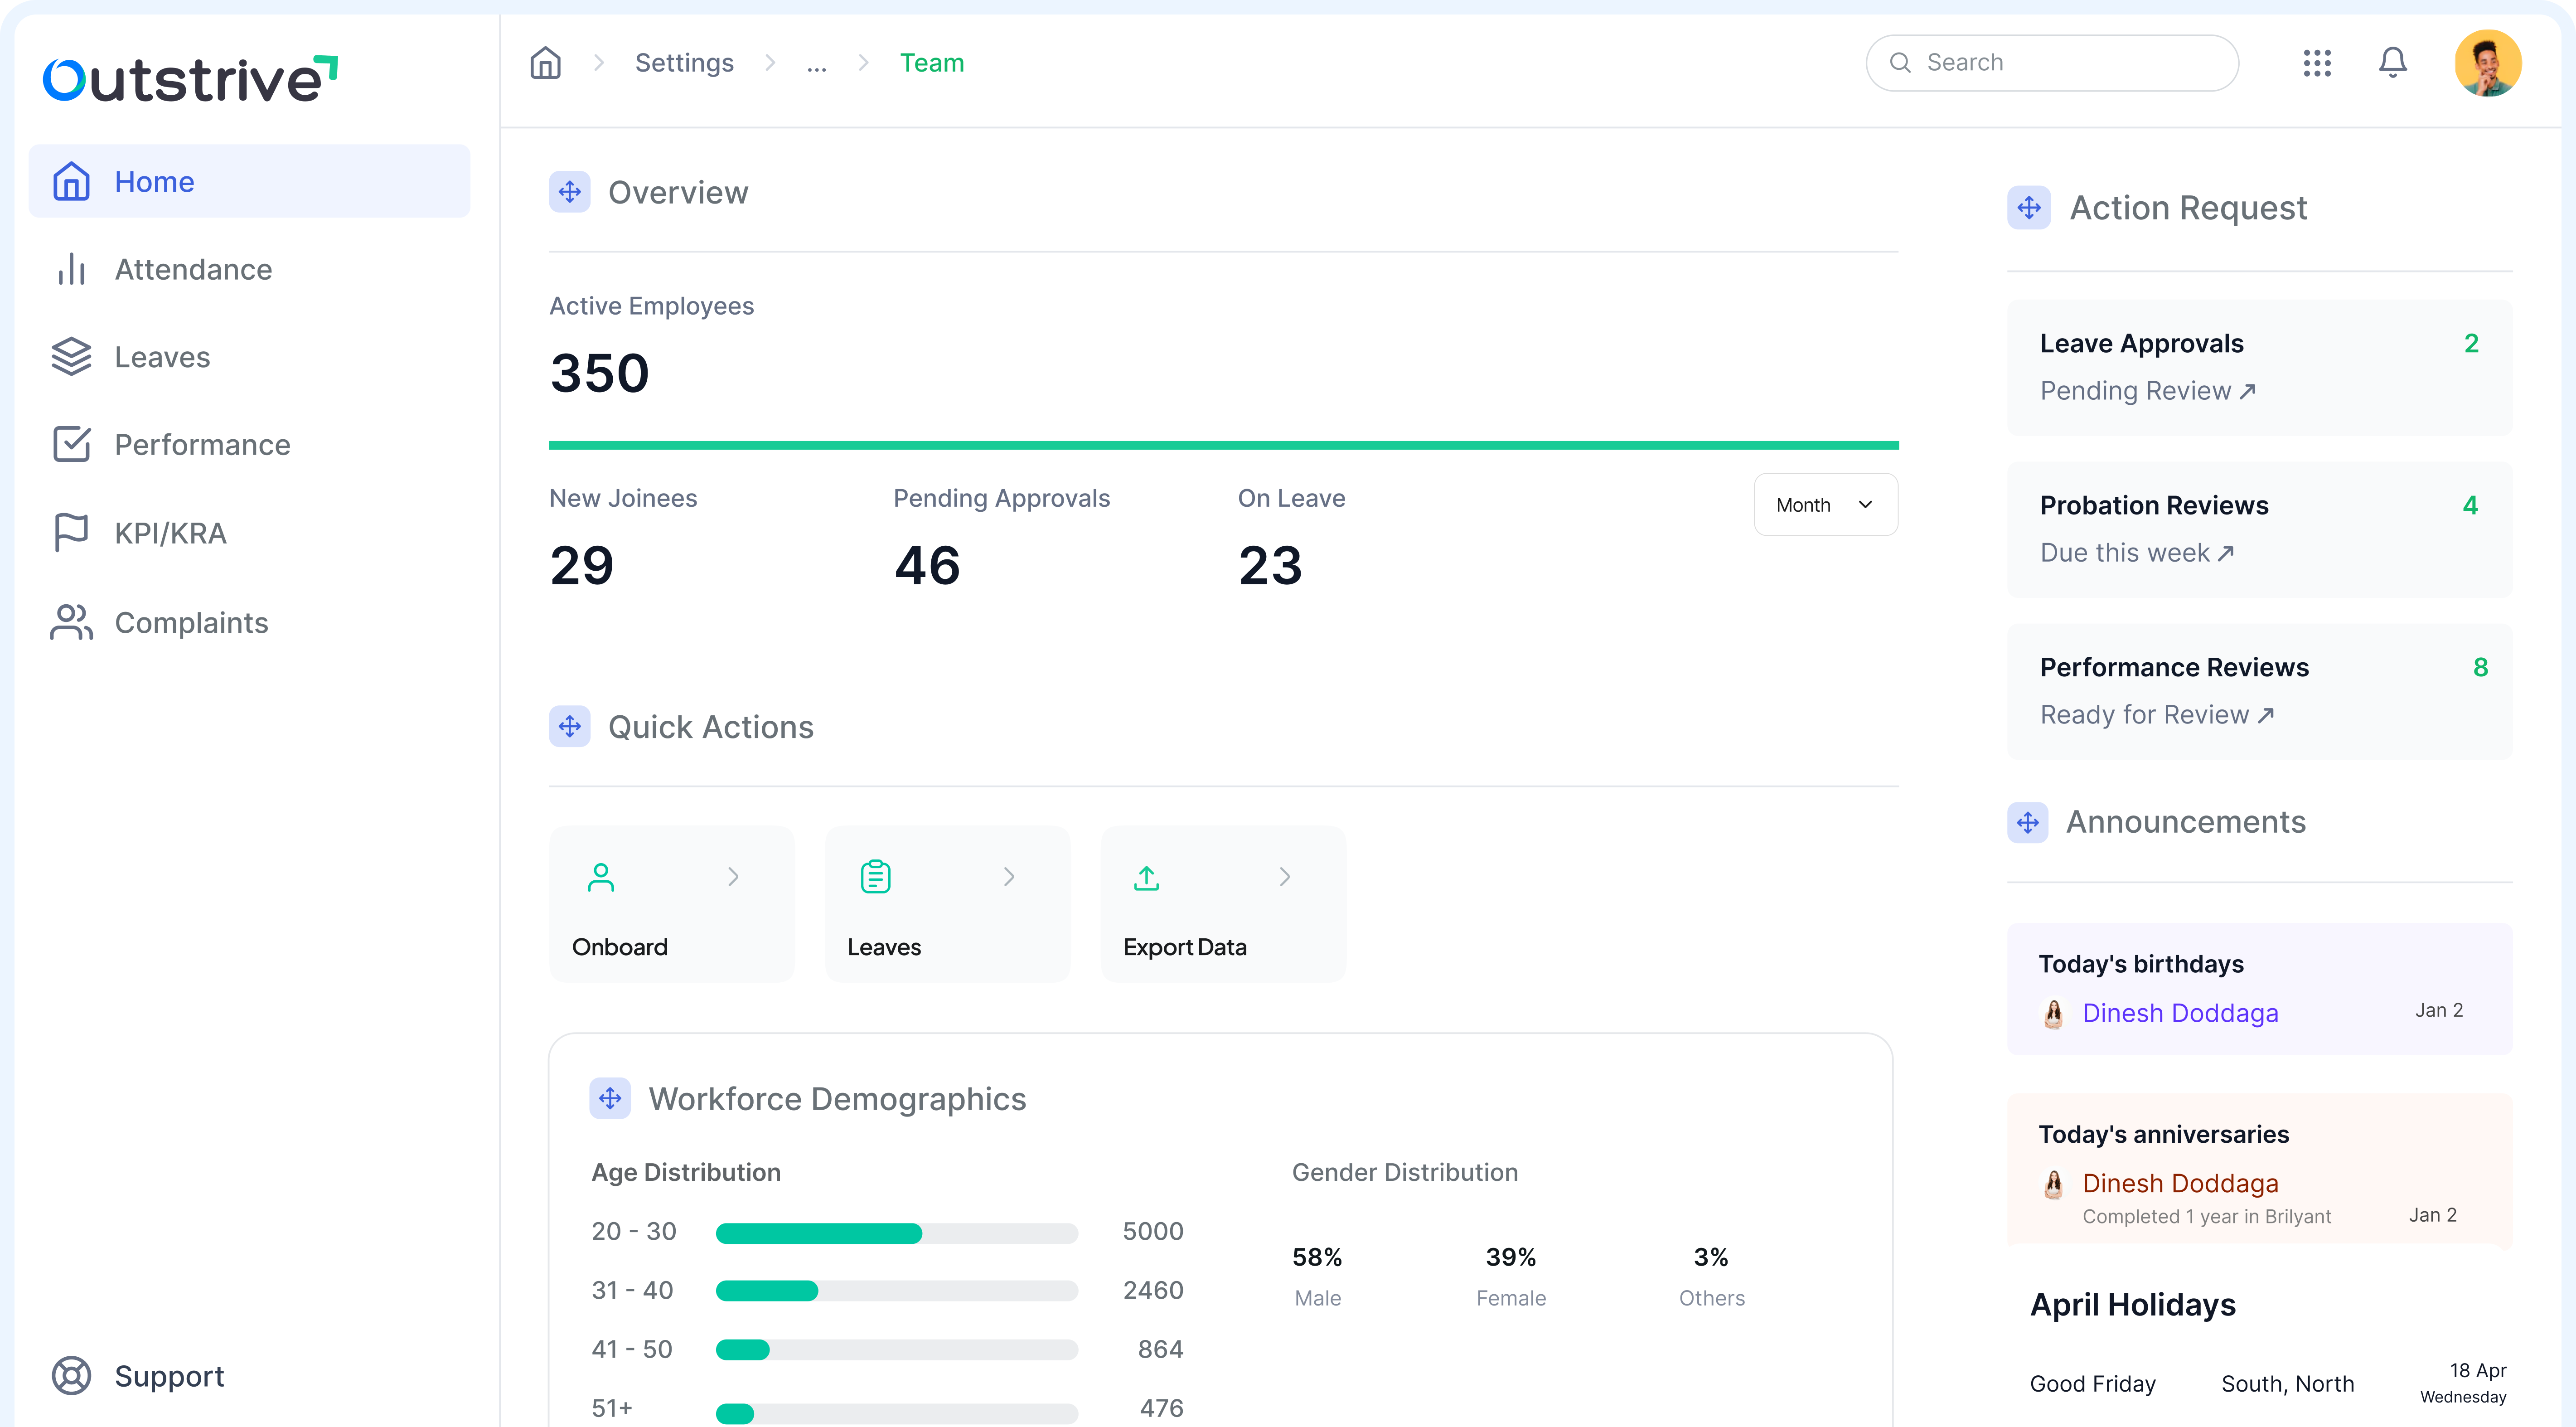 Outstrive
Home
Attendance
Leaves
Performance
KPI/KRA
Complaints
Support
Settings ... Team
Search
Overview
Active Employees
350
New Joinees Pending Approvals On Leave
29 46 23
Month
Quick Actions
Onboard Leaves Export Data
Workforce Demographics
Age Distribution
20 - 30 5000
31 - 40 2460
41 - 50 864
51+ 476
Gender Distribution
58% 39% 3%
Male Female Others
Action Request
Leave Approvals 2
Pending Review
Probation Reviews 4
Due this week
Performance Reviews 8
Ready for Review
Announcements
Today's birthdays
Dinesh Doddaga Jan 2
Today's anniversaries
Dinesh Doddaga
Completed 1 year in Brilyant Jan 2
April Holidays
Good Friday South, North 18 Apr
Wednesday